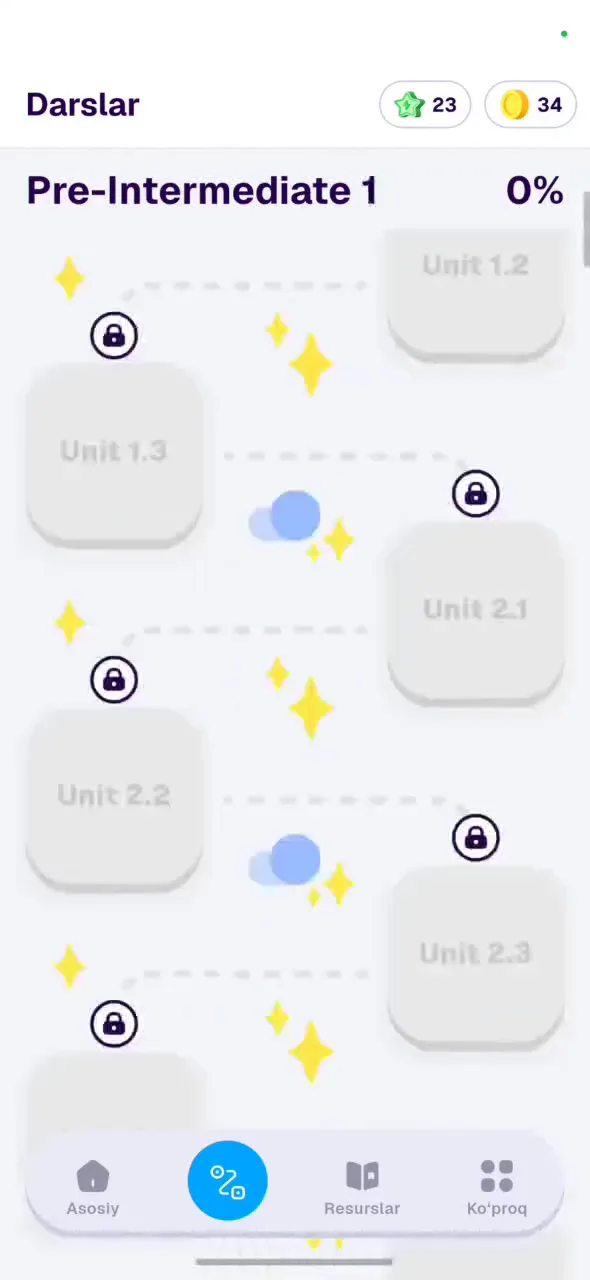 Darslar
23
34
Pre-Intermediate 1
0%
Unit 1.2
Unit 1.3
Unit 2.1
Unit 2.2
Unit 2.3
Asosiy
Resurslar
Ko‘proq